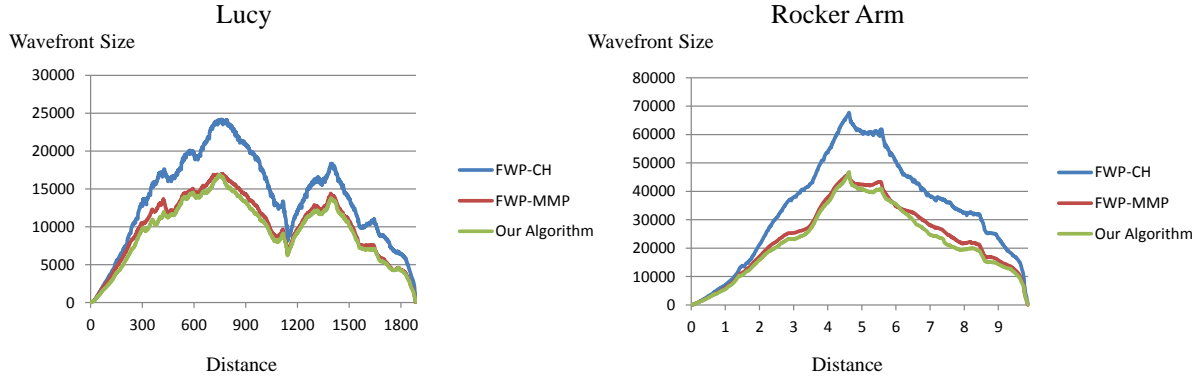 Lucy
Wavefront Size
30000
25000
20000
15000
10000
5000
0
0 300 600 900 1200 1500 1800
Distance
FWP-CH
FWP-MMP
Our Algorithm
Rocker Arm
Wavefront Size
80000
70000
60000
50000
40000
30000
20000
10000
0
0 1 2 3 4 5 6 7 8 9
Distance
FWP-CH
FWP-MMP
Our Algorithm